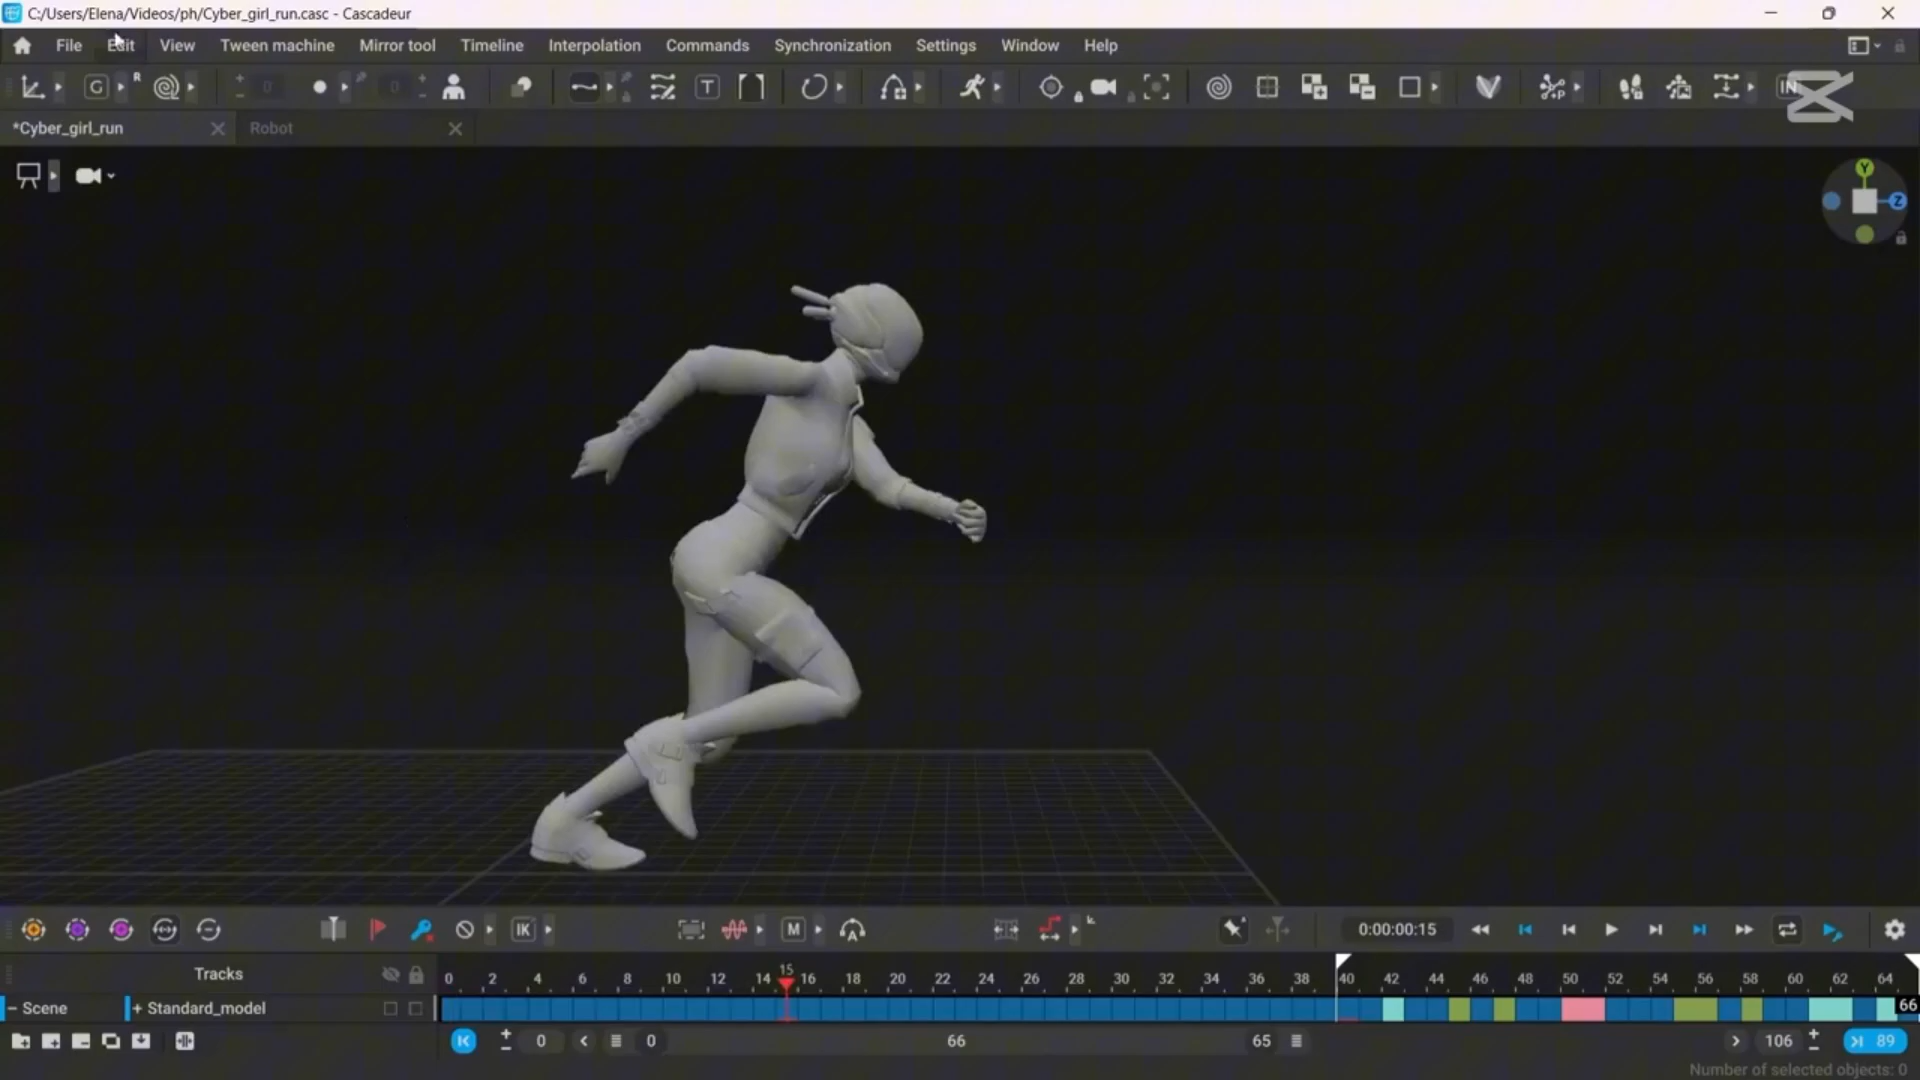 C:/Users/Elena/Videos/ph/Cyber_girl_run.casc - Cascadeur
File Edit View Tween machine Mirror tool Timeline Interpolation Commands Synchronization Settings Window Help
G R 0 0 T IN
*Cyber_girl_run Robot
Y
Z
IK M A 0:00:00:15
Tracks 0 2 4 6 8 10 12 14 15 16 18 20 22 24 26 28 30 32 34 36 38 40 42 44 46 48 50 52 54 56 58 60 62 64
- Scene + Standard_model 66
0 0 66 65 106 89
Number of selected objects: 0